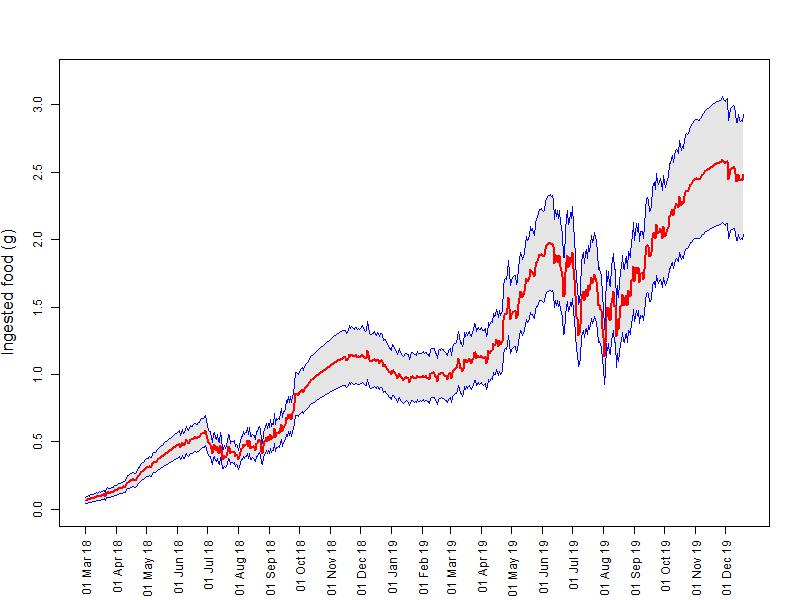 Ingested food (g)
3.0
2.5
2.0
1.5
1.0
0.5
0.0
01 Mar 18
01 Apr 18
01 May 18
01 Jun 18
01 Jul 18
01 Aug 18
01 Sep 18
01 Oct 18
01 Nov 18
01 Dec 18
01 Jan 19
01 Feb 19
01 Mar 19
01 Apr 19
01 May 19
01 Jun 19
01 Jul 19
01 Aug 19
01 Sep 19
01 Oct 19
01 Nov 19
01 Dec 19